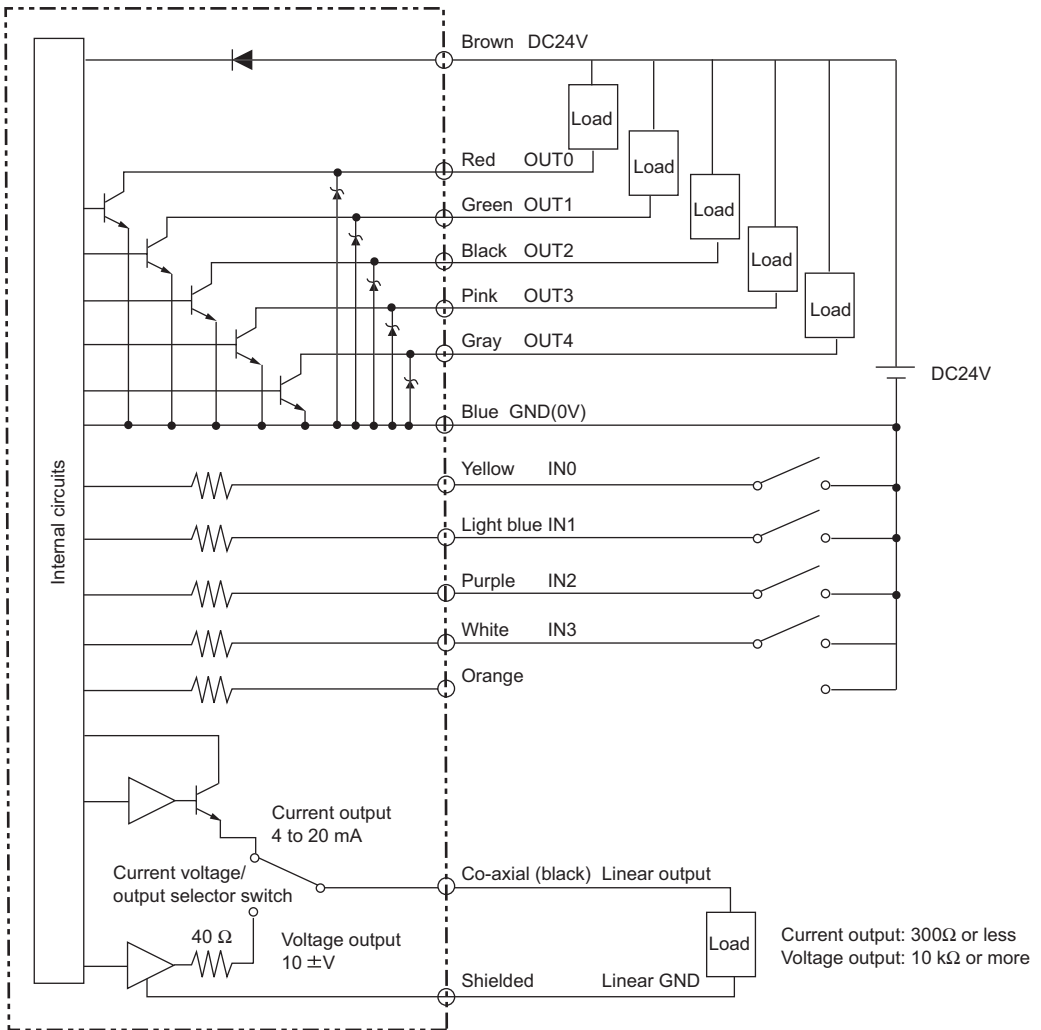 Brown DC24V
Load
Red OUT0
Load
Green OUT1
Load
Black OUT2
Load
Pink OUT3
Load
Gray OUT4
DC24V
Blue GND(0V)
Internal circuits
Yellow IN0
Light blue IN1
Purple IN2
White IN3
Orange
Current output
4 to 20 mA
Current voltage/
output selector switch
Co-axial (black) Linear output
40 Ω
Voltage output
10 ±V
Load
Current output: 300Ω or less
Voltage output: 10 kΩ or more
Shielded Linear GND